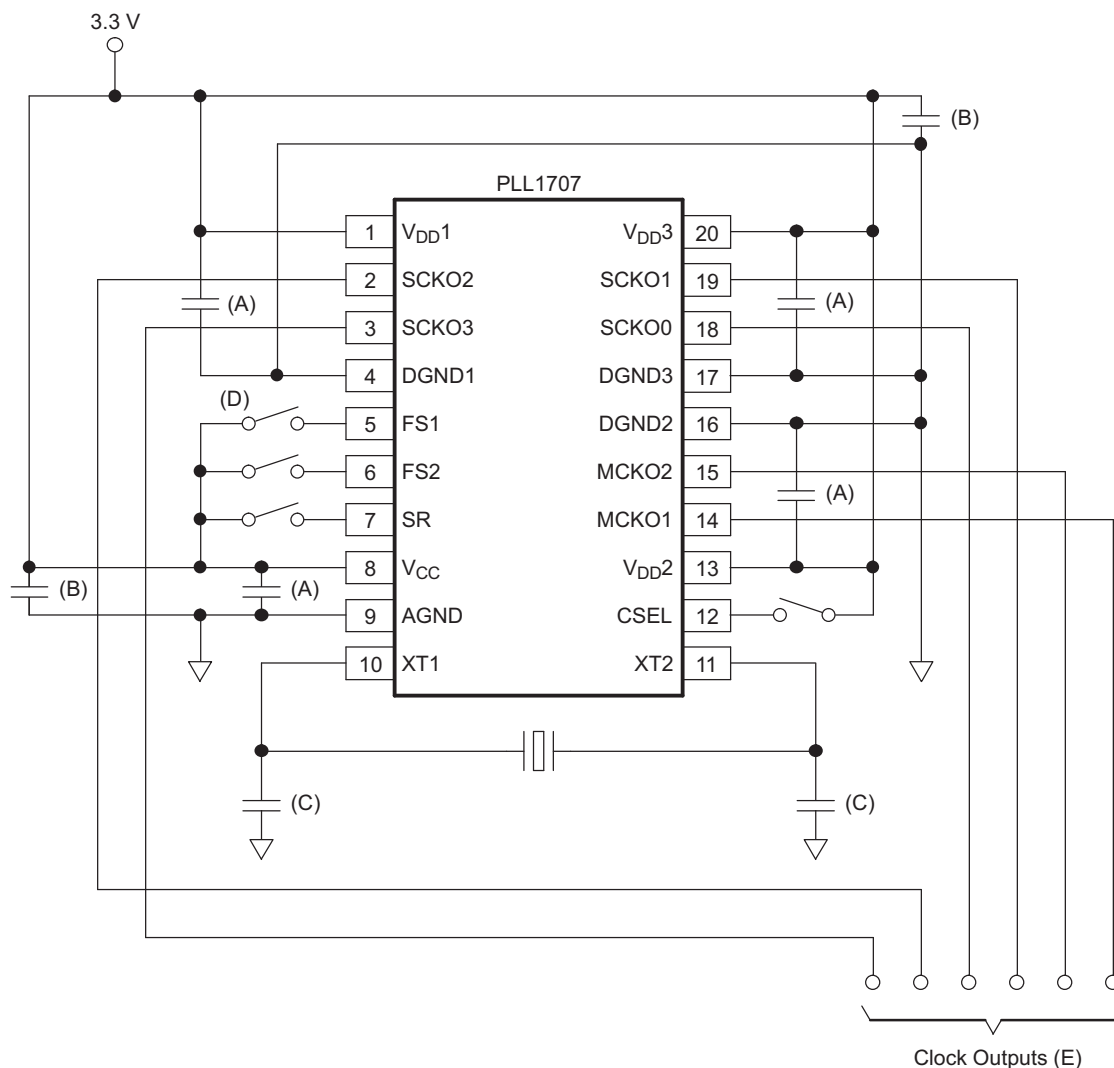 3.3 V
(B)
PLL1707
1 VDD1 VDD3 20
2 SCKO2 SCKO1 19
(A) (A)
3 SCKO3 SCKO0 18
4 DGND1 DGND3 17
(D)
5 FS1 DGND2 16
6 FS2 MCKO2 15
(A)
7 SR MCKO1 14
8 VCC VDD2 13
(B) (A)
9 AGND CSEL 12
10 XT1 XT2 11
(C) (C)
Clock Outputs (E)